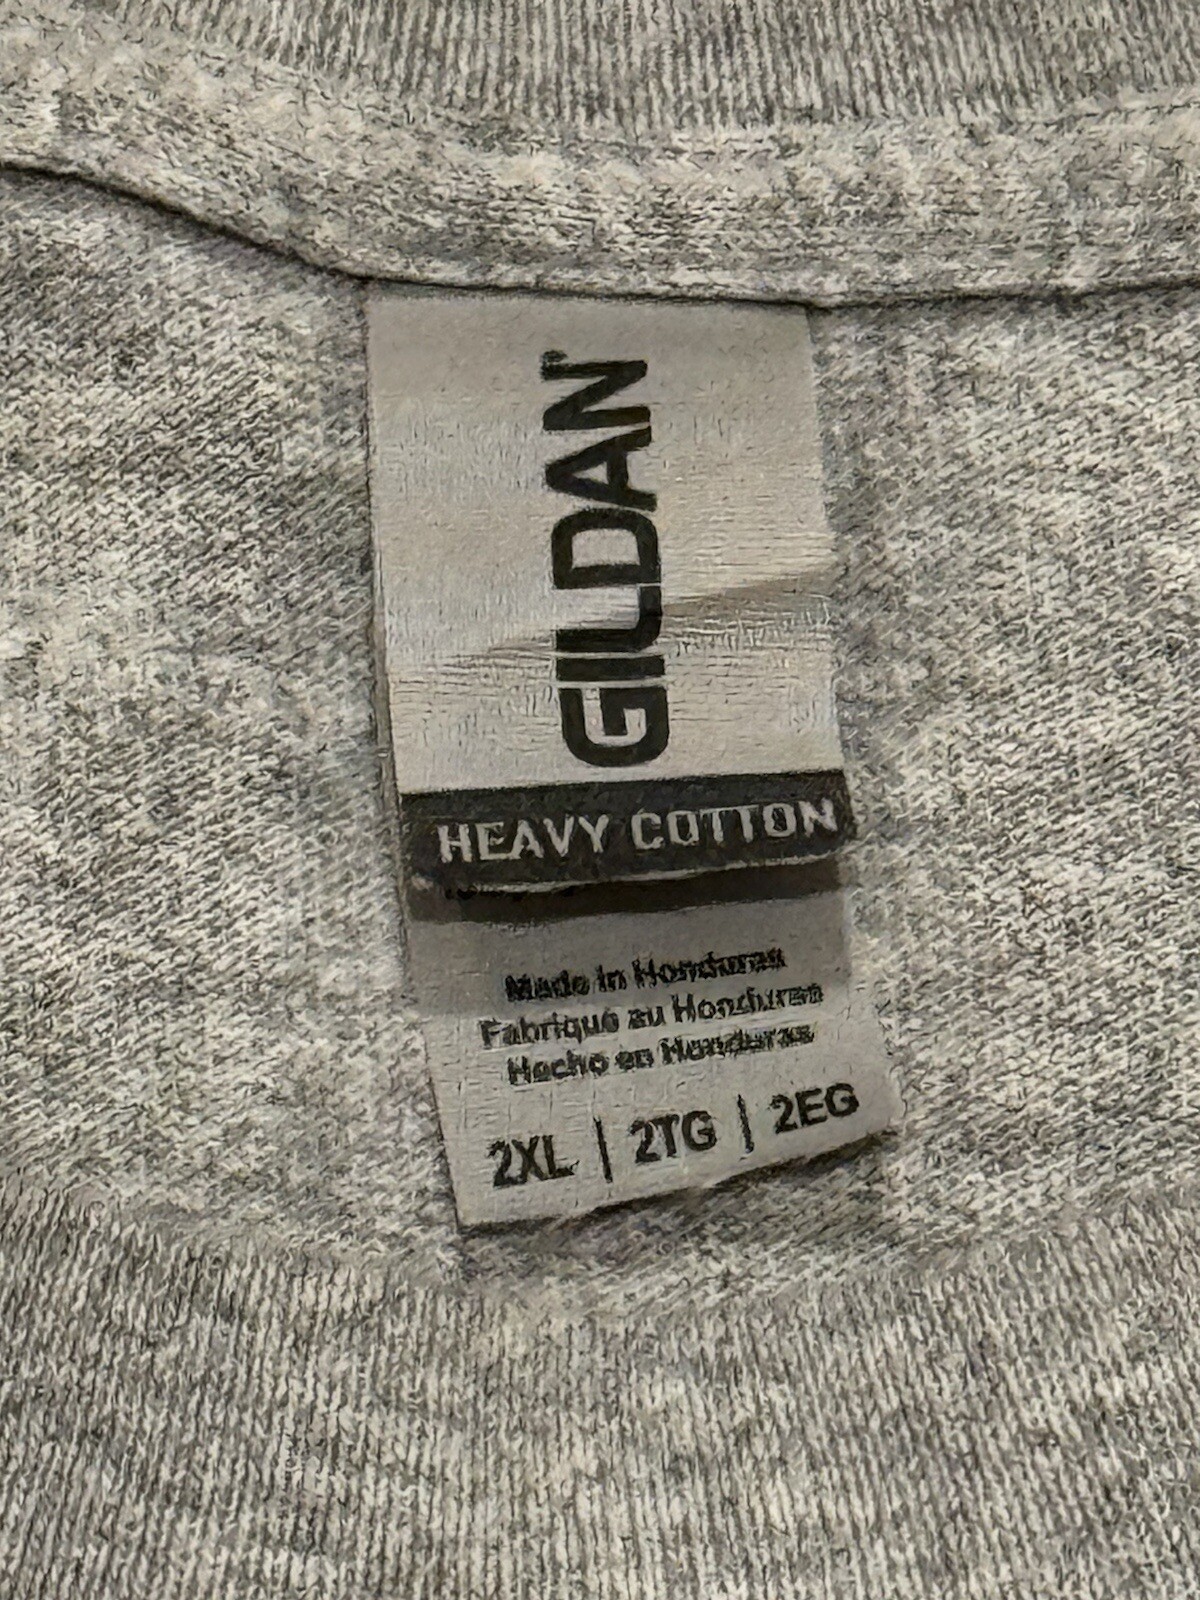 GILDAN
HEAVY COTTON
Made in Honduras
Fabriqué au Honduras
Hecho en Honduras
2XL | 2TG | 2EG